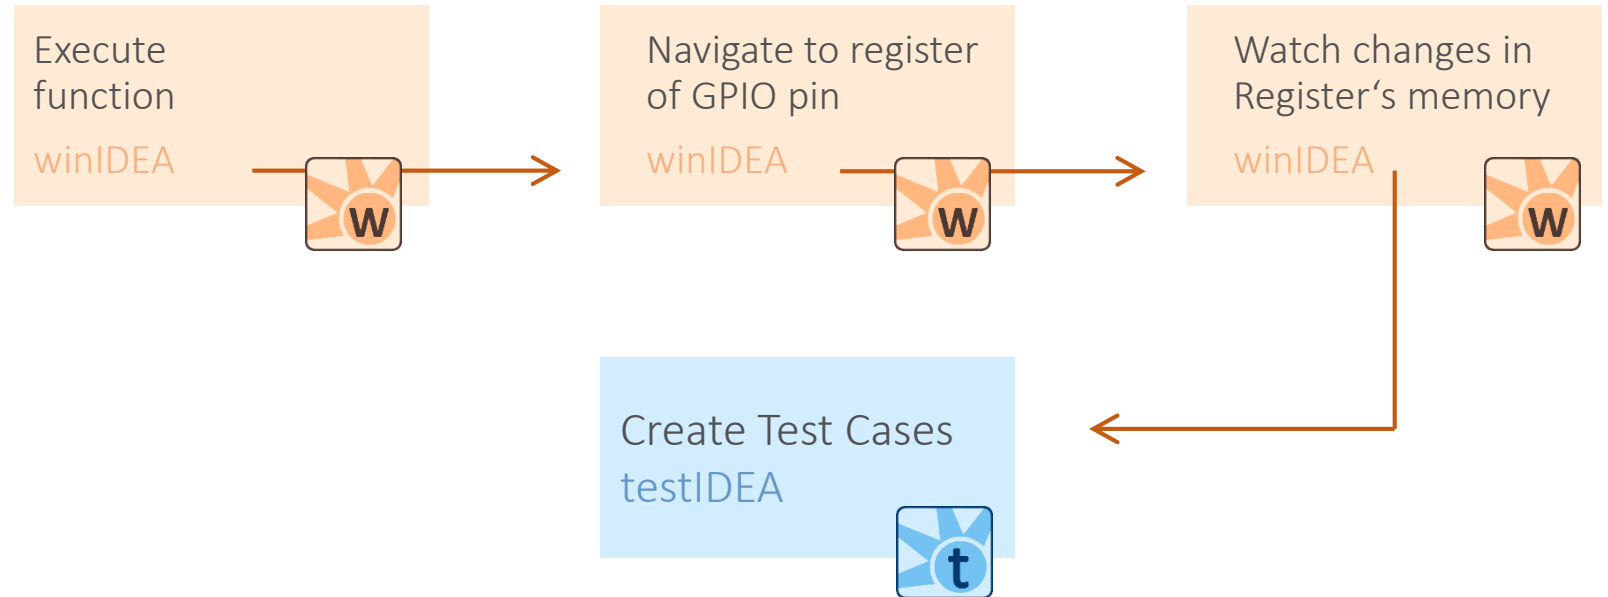 Execute
function
winIDEA
W
Navigate to register
of GPIO pin
winIDEA
W
Watch changes in
Register‘s memory
winIDEA
W
Create Test Cases
testIDEA
t